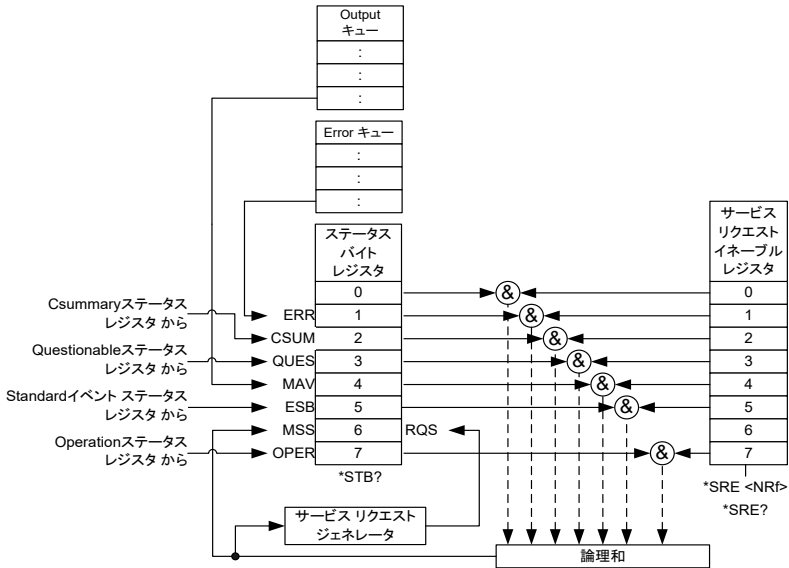 Output
キュー
:
:
:
Error キュー
:
:
:
ステータス
バイト
レジスタ
0
1
2
3
4
5
6
7
*STB?
Csummaryステータス
レジスタ から
Questionableステータス
レジスタ から
Standardイベント ステータス
レジスタ から
Operationステータス
レジスタ から
ERR
CSUM
QUES
MAV
ESB
MSS
OPER
RQS
&
&
&
&
&
&
&
サービス
リクエスト
イネーブル
レジスタ
0
1
2
3
4
5
6
7
*SRE <NRf>
*SRE?
サービス リクエスト
ジェネレータ
論理和